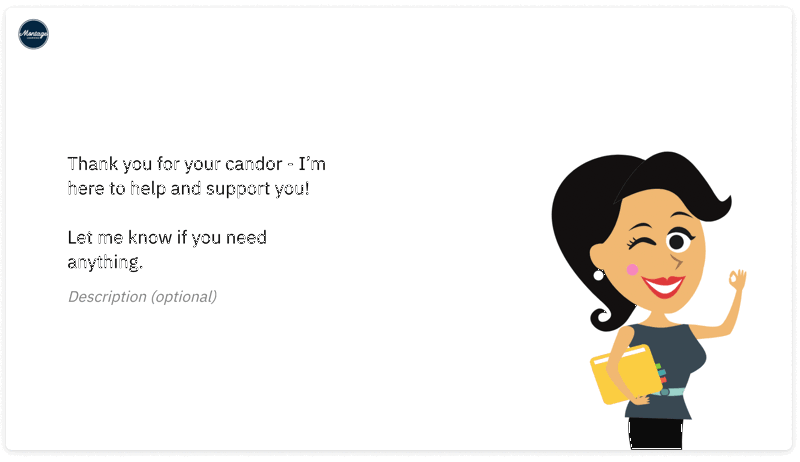 Montage
Thank you for your candor - I'm
here to help and support you!
Let me know if you need
anything.
Description (optional)